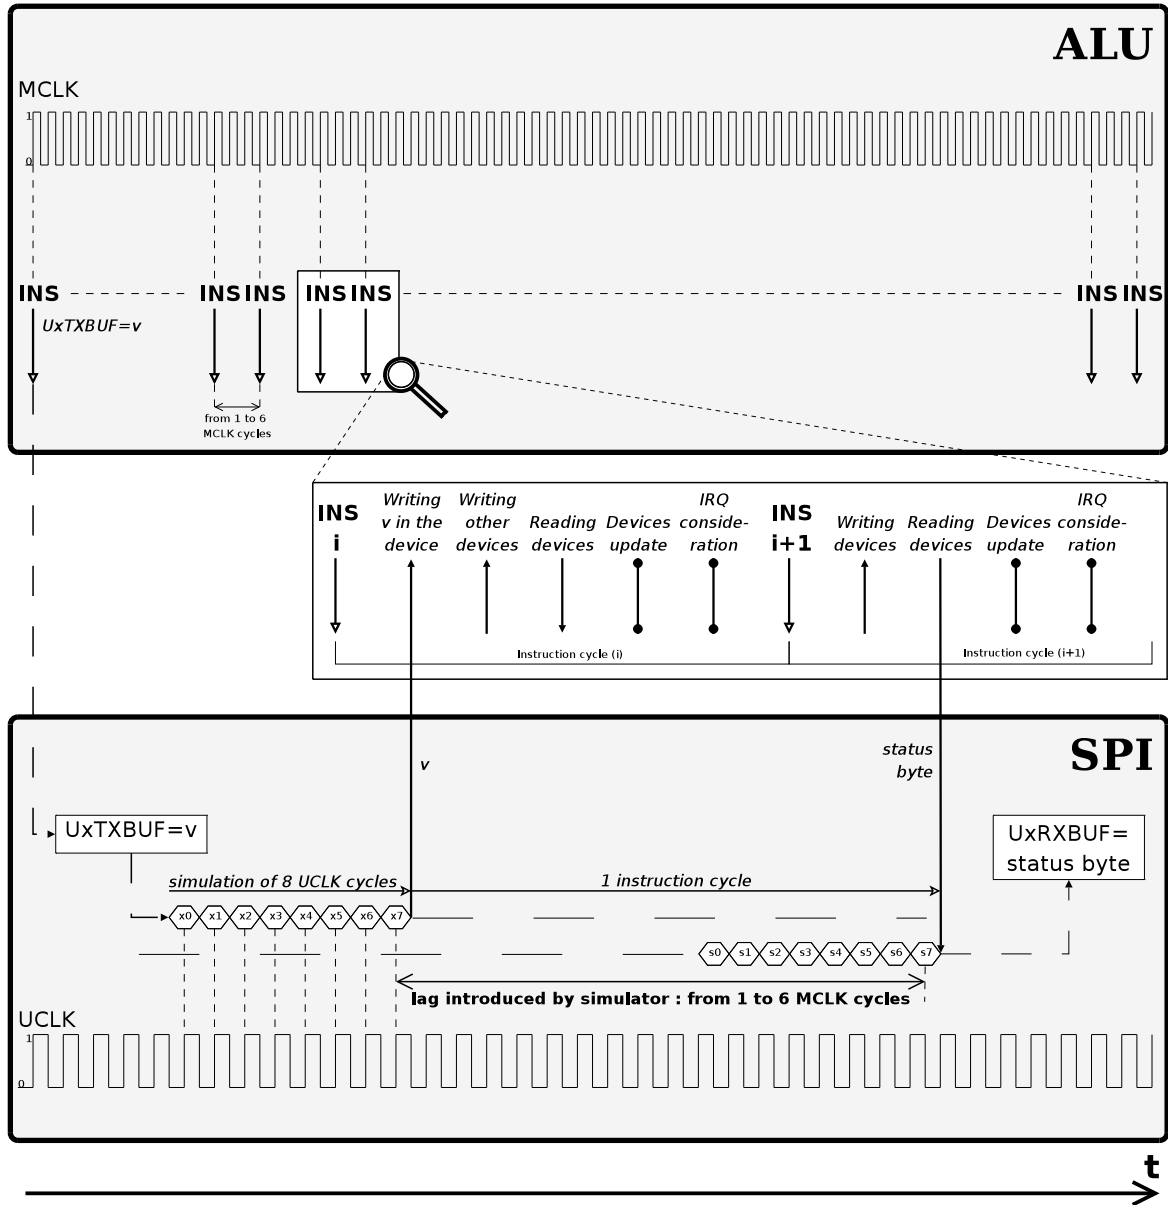 ALU
MCLK
1
0
INS
INS
INS
INS
INS
INS
INS
UxTXBUF=v
from 1 to 6
MCLK cycles
INS
i
Writing
v in the
device
Writing
other
devices
Reading
devices
Devices
update
IRQ
conside-
ration
INS
i+1
Writing
devices
Reading
devices
Devices
update
IRQ
conside-
ration
Instruction cycle (i)
Instruction cycle (i+1)
SPI
v
status
byte
UxTXBUF=v
UxRXBUF=
status byte
simulation of 8 UCLK cycles
1 instruction cycle
x0
x1
x2
x3
x4
x5
x6
x7
s0
s1
s2
s3
s4
s5
s6
s7
lag introduced by simulator : from 1 to 6 MCLK cycles
UCLK
1
0
t